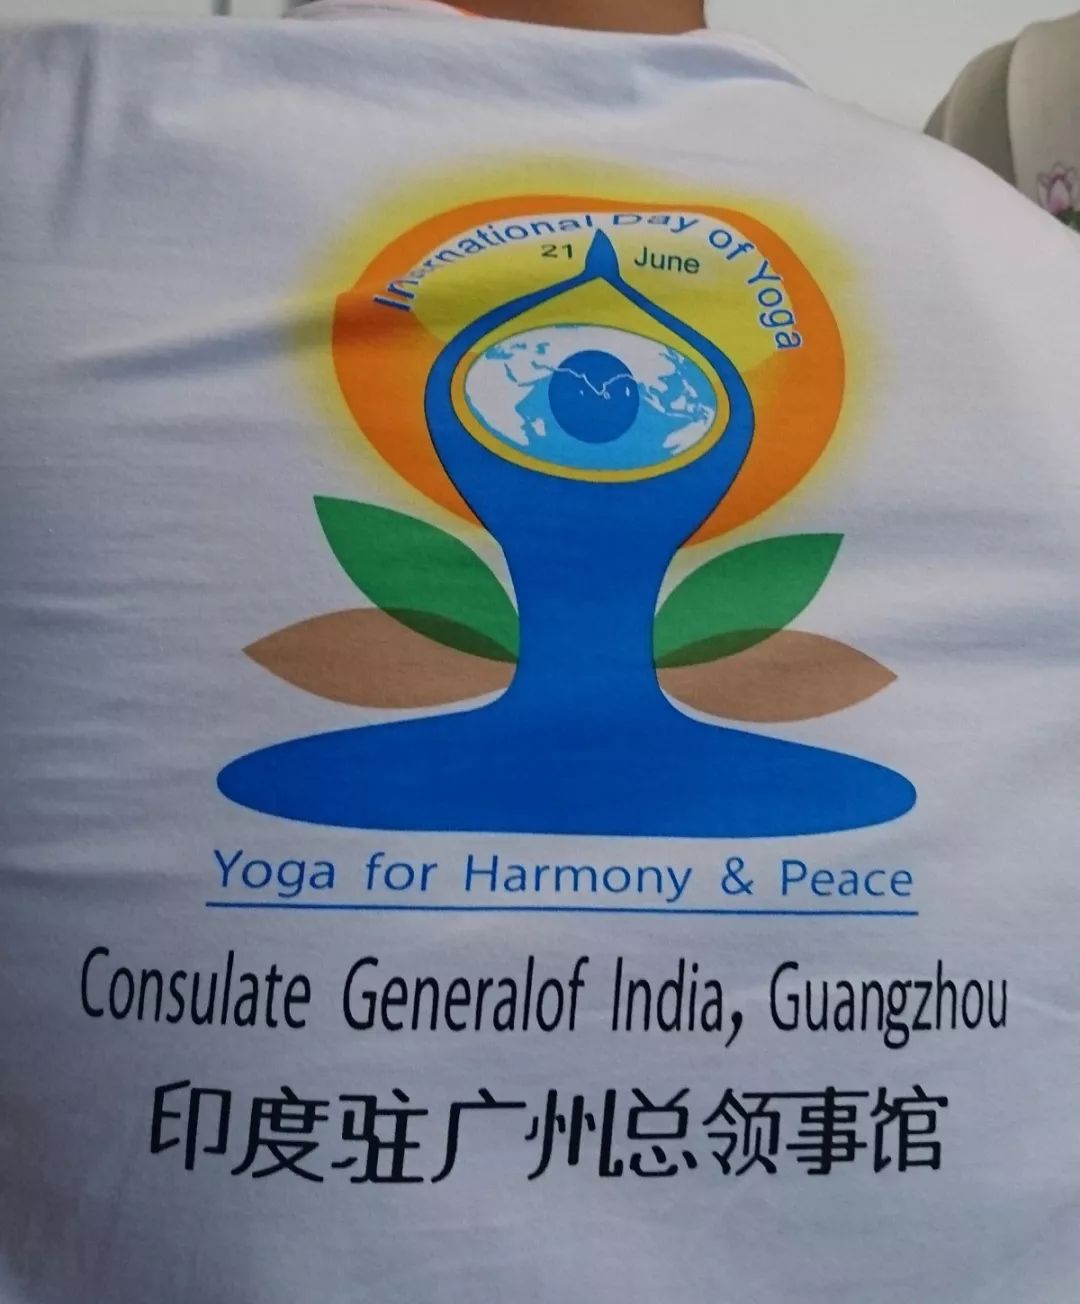 International Day of Yoga
21 June
Yoga for Harmony & Peace
Consulate Generalof India, Guangzhou
印度驻广州总领事馆